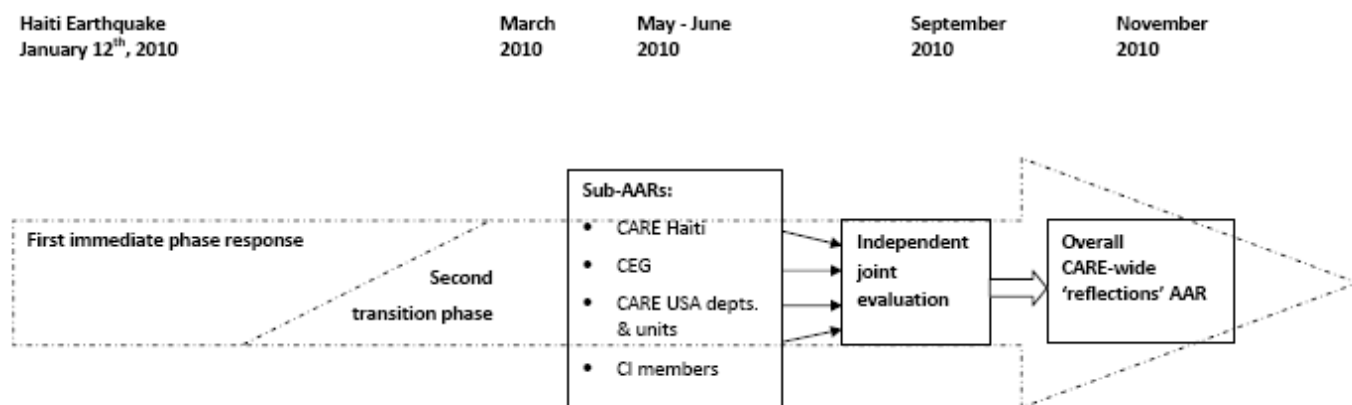 Haiti Earthquake
January 12th, 2010
March
2010
May - June
2010
September
2010
November
2010
First immediate phase response
Second
transition phase
Sub-AARs:
• CARE Haiti
• CEG
• CARE USA depts.
& units
• CI members
Independent
joint
evaluation
Overall
CARE-wide
‘reflections’ AAR